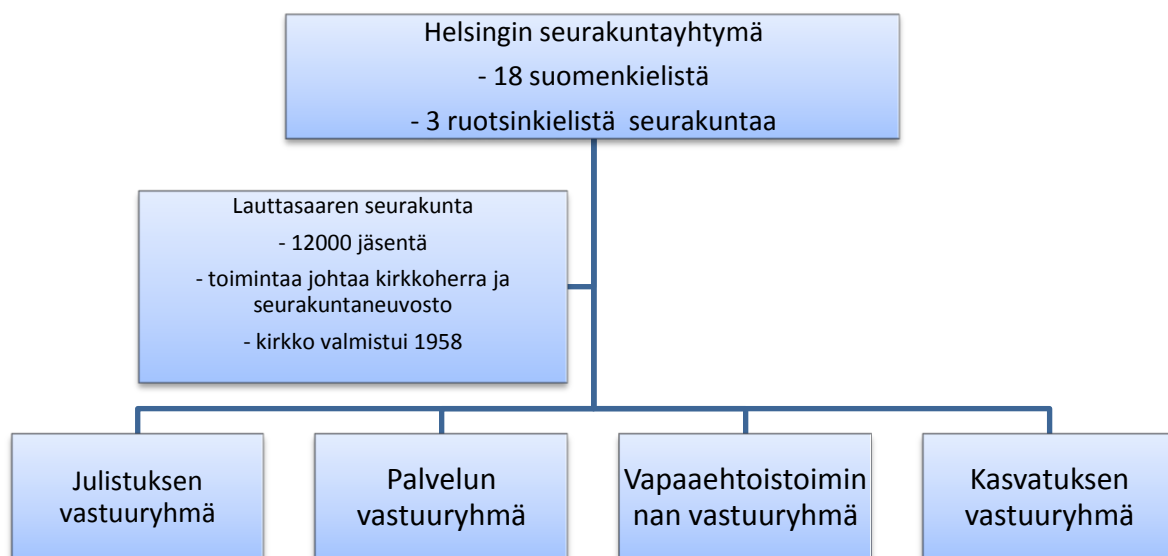 Helsingin seurakuntayhtymä
- 18 suomenkielistä
- 3 ruotsinkielistä seurakuntaa
Lauttasaaren seurakunta
- 12000 jäsentä
- toimintaa johtaa kirkkoherra ja
seurakuntaneuvosto
- kirkko valmistui 1958
Julistuksen
vastuuryhmä
Palvelun
vastuuryhmä
Vapaaehtoistoimin
nan vastuuryhmä
Kasvatuksen
vastuuryhmä